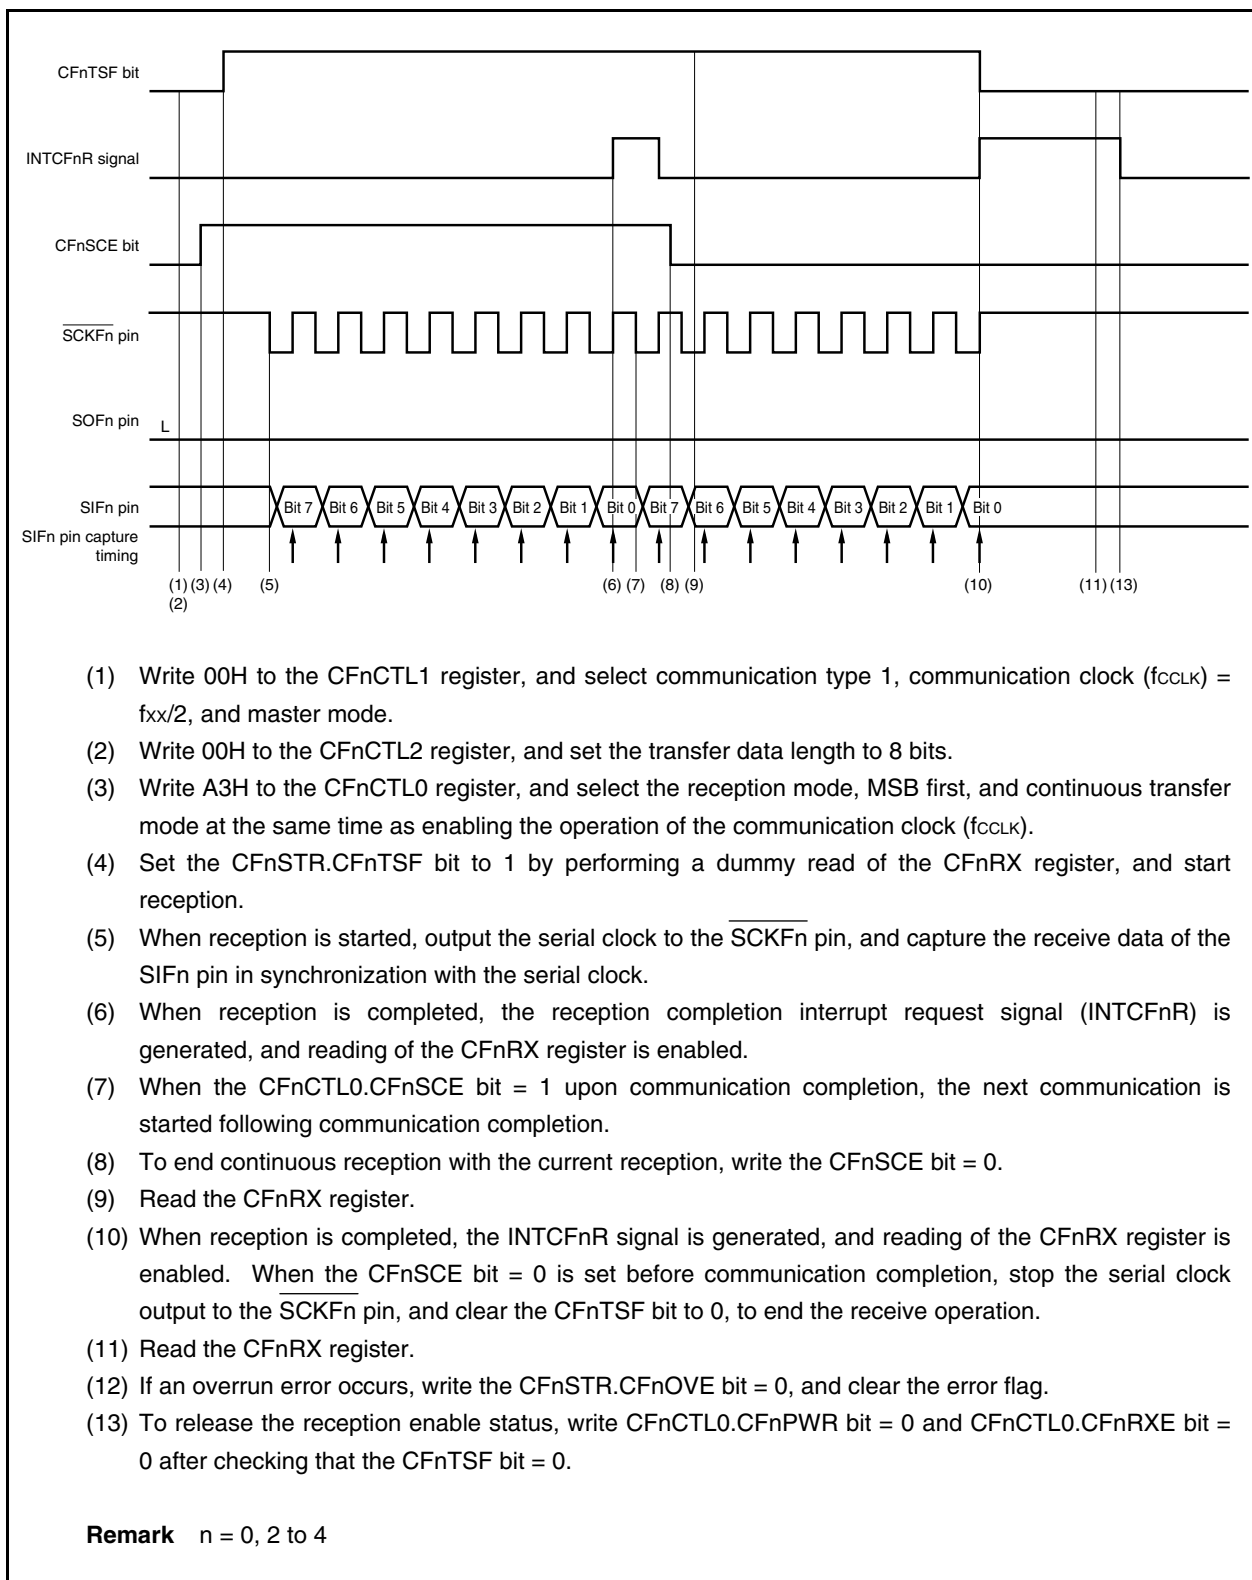 CFnTSF bit
INTCFnR signal
CFnSCE bit
SCKFn pin
SOFn pin
L
SIFn pin
Bit 7 Bit 6 Bit 5 Bit 4 Bit 3 Bit 2 Bit 1 Bit 0 Bit 7 Bit 6 Bit 5 Bit 4 Bit 3 Bit 2 Bit 1 Bit 0
SIFn pin capture
timing
(1) (3) (4) (5) (6) (7) (8) (9) (10) (11) (13)
(2)
(1) Write 00H to the CFnCTL1 register, and select communication type 1, communication clock (fCCLK) =
fxx/2, and master mode.
(2) Write 00H to the CFnCTL2 register, and set the transfer data length to 8 bits.
(3) Write A3H to the CFnCTL0 register, and select the reception mode, MSB first, and continuous transfer
mode at the same time as enabling the operation of the communication clock (fCCLK).
(4) Set the CFnSTR.CFnTSF bit to 1 by performing a dummy read of the CFnRX register, and start
reception.
(5) When reception is started, output the serial clock to the SCKFn pin, and capture the receive data of the
SIFn pin in synchronization with the serial clock.
(6) When reception is completed, the reception completion interrupt request signal (INTCFnR) is
generated, and reading of the CFnRX register is enabled.
(7) When the CFnCTL0.CFnSCE bit = 1 upon communication completion, the next communication is
started following communication completion.
(8) To end continuous reception with the current reception, write the CFnSCE bit = 0.
(9) Read the CFnRX register.
(10) When reception is completed, the INTCFnR signal is generated, and reading of the CFnRX register is
enabled. When the CFnSCE bit = 0 is set before communication completion, stop the serial clock
output to the SCKFn pin, and clear the CFnTSF bit to 0, to end the receive operation.
(11) Read the CFnRX register.
(12) If an overrun error occurs, write the CFnSTR.CFnOVE bit = 0, and clear the error flag.
(13) To release the reception enable status, write CFnCTL0.CFnPWR bit = 0 and CFnCTL0.CFnRXE bit =
0 after checking that the CFnTSF bit = 0.
Remark n = 0, 2 to 4